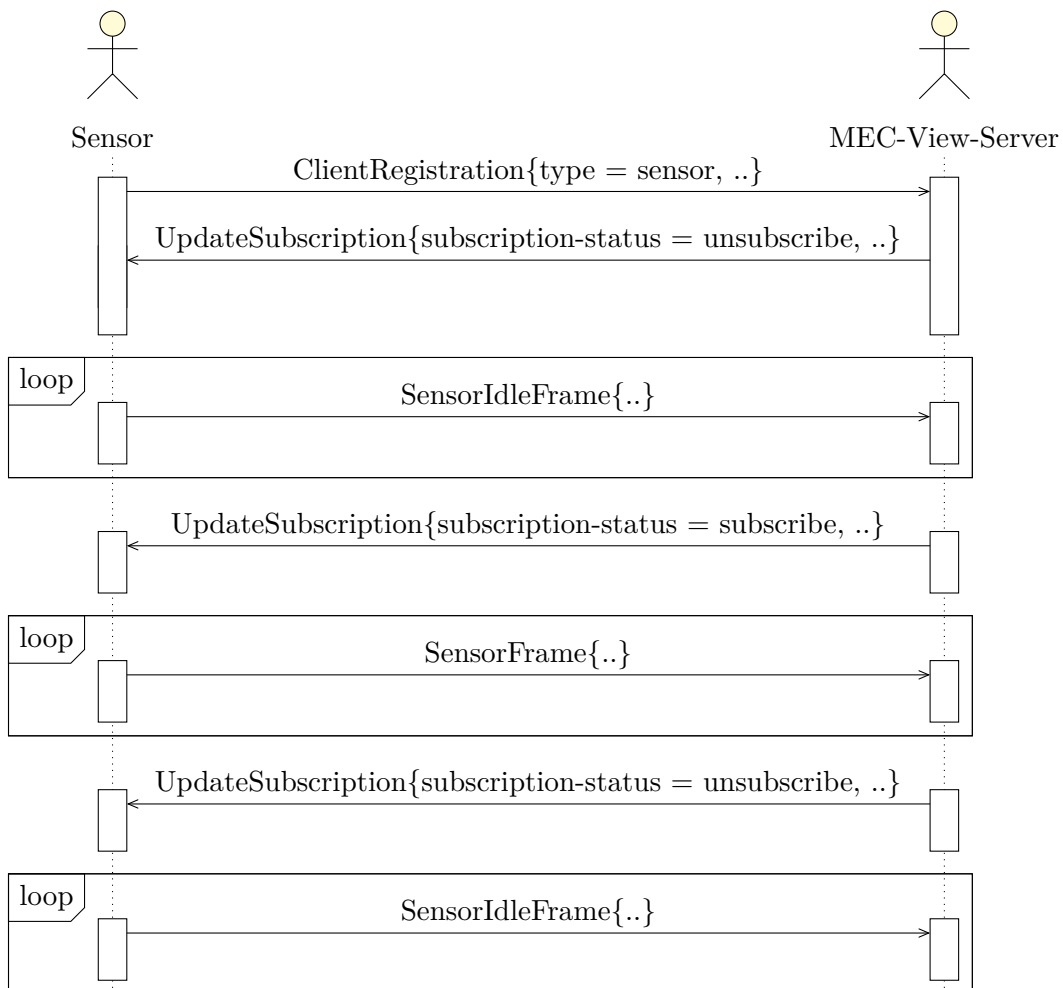 Sensor
MEC-View-Server
ClientRegistration{type = sensor, ..}
UpdateSubscription{subscription-status = unsubscribe, ..}
loop
SensorIdleFrame{..}
UpdateSubscription{subscription-status = subscribe, ..}
loop
SensorFrame{..}
UpdateSubscription{subscription-status = unsubscribe, ..}
loop
SensorIdleFrame{..}